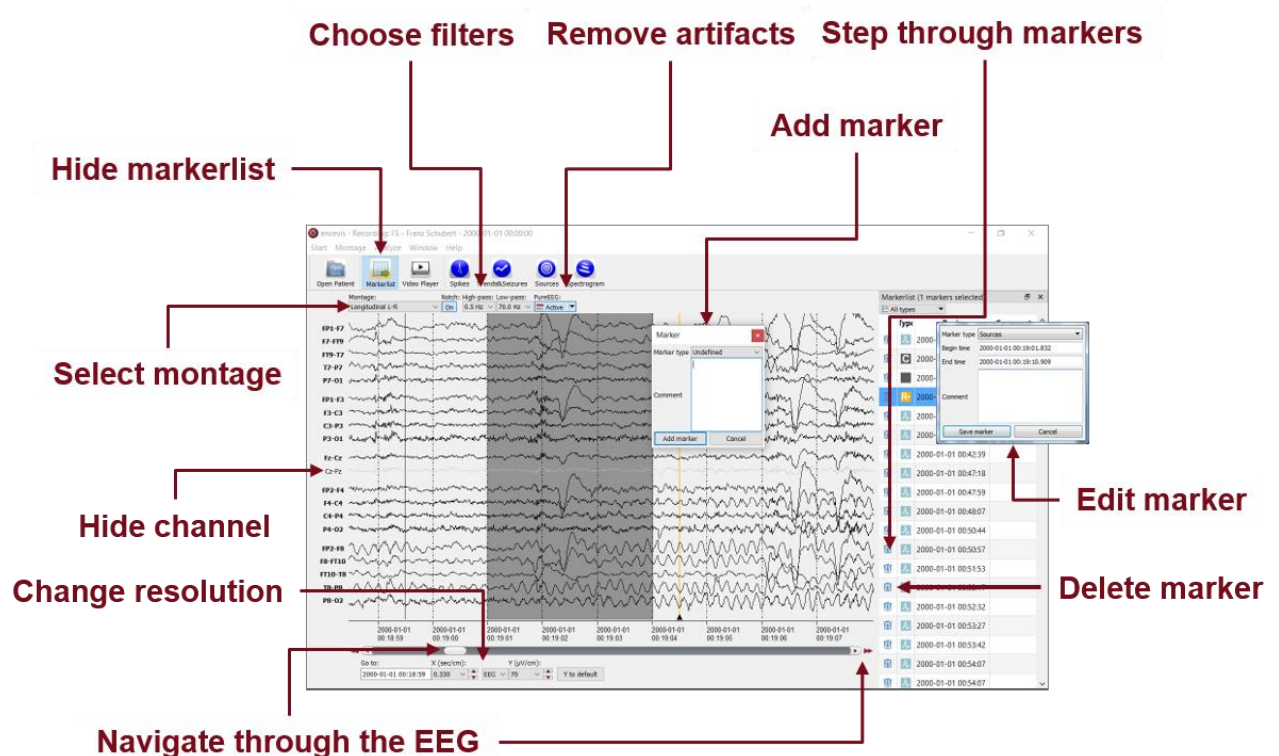 Choose filters
Remove artifacts
Step through markers
Add marker
Hide markerlist
encevis - Recording: FS - Franz Schubert - 2000-01-01 00:00:00
Start Montage Analyze Window Help
Open Patient Markerlist Video Player Spikes Trends&Seizures Sources Spectrogram
Montage: Notch: High-pass: Low-pass: PureEEG:
Longitudinal L-R On 0.5 Hz 70.0 Hz Active
Markerlist (1 markers selected)
All types
Type
Marker
Marker type Undefined
Comment
Add marker Cancel
Marker type Sources
Begin time 2000-01-01 00:19:01.832
End time 2000-01-01 00:19:10.909
Comment
Save marker Cancel
Select montage
Hide channel
Change resolution
Edit marker
Delete marker
FP1-F7
F7-FT9
FT9-T7
T7-P7
P7-O1
FP1-F3
F3-C3
C3-P3
P3-O1
Fz-Cz
Cz-Pz
FP2-F4
F4-C4
C4-P4
P4-O2
FP2-F8
F8-FT10
FT10-T8
T8-P8
P8-O2
2000-
C 2000-
2000-
2000-
2000-
2000-
2000-01-01 00:42:39
2000-01-01 00:47:18
2000-01-01 00:47:59
2000-01-01 00:48:07
2000-01-01 00:50:44
2000-01-01 00:50:57
2000-01-01 00:51:53
2000-01-01 00:52:32
2000-01-01 00:53:27
2000-01-01 00:53:42
2000-01-01 00:54:07
2000-01-01 00:54:07
2000-01-01 2000-01-01 2000-01-01 2000-01-01 2000-01-01 2000-01-01 2000-01-01 2000-01-01 2000-01-01
00:18:59 00:19:00 00:19:01 00:19:02 00:19:03 00:19:04 00:19:05 00:19:06 00:19:07
Go to: X (sec/cm): Y (µV/cm):
2000-01-01 00:18:59 0.330 EEG 70 Y to default
Navigate through the EEG